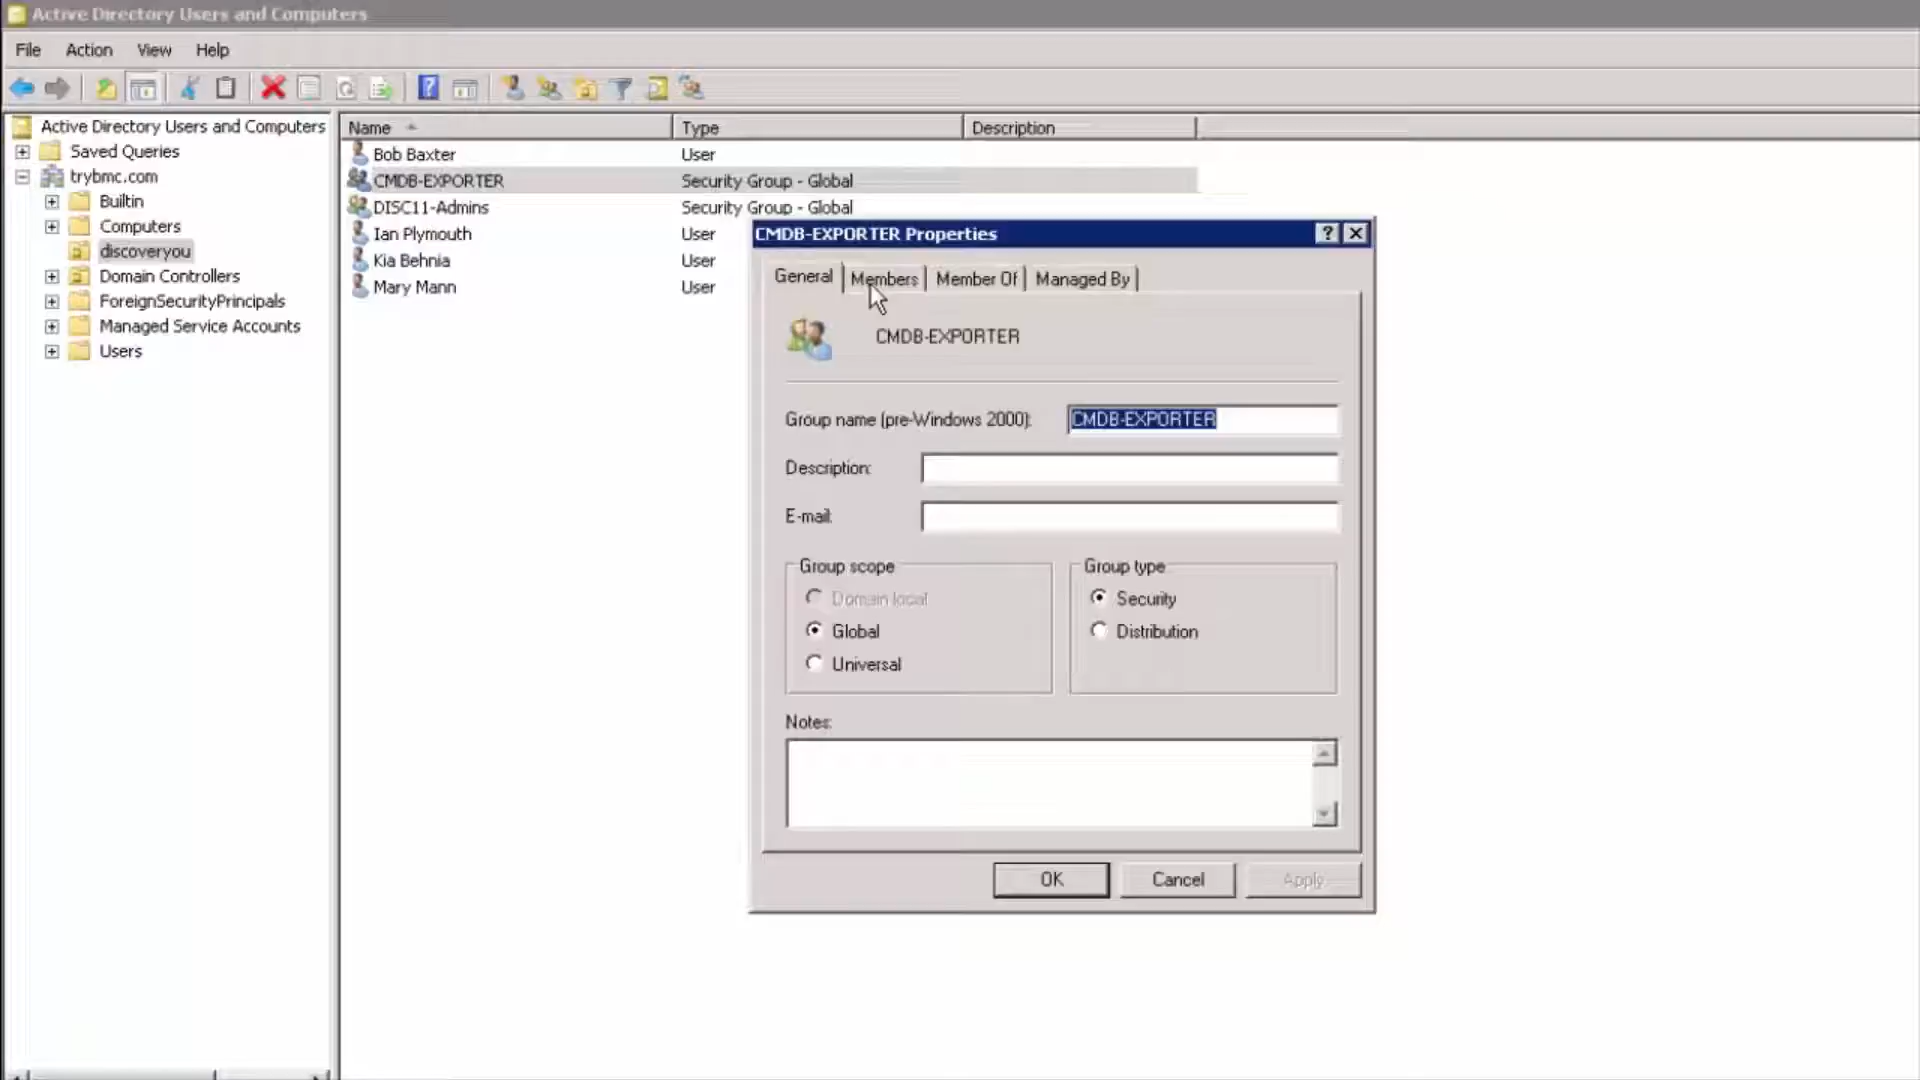 Active Directory Users and Computers
File Action View Help
Active Directory Users and Computers
Saved Queries
trybmc.com
Builtin
Computers
discoveryou
Domain Controllers
ForeignSecurityPrincipals
Managed Service Accounts
Users
Name Type Description
Bob Baxter User
CMDB-EXPORTER Security Group - Global
DISC11-Admins Security Group - Global
Ian Plymouth User
Kia Behnia User
Mary Mann User
CMDB-EXPORTER Properties
General Members Member Of Managed By
CMDB-EXPORTER
Group name (pre-Windows 2000): CMDB-EXPORTER
Description:
E-mail:
Group scope
Domain local
Global
Universal
Group type
Security
Distribution
Notes:
OK Cancel Apply